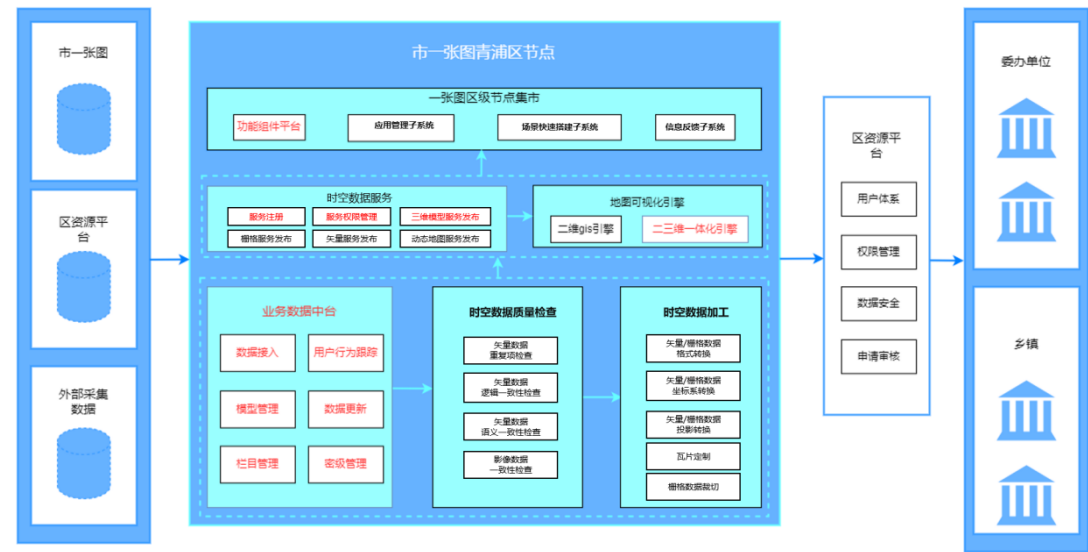 市一张图
区资源平
台
外部采集
数据
市一张图青浦区节点
一张图区级节点集市
功能组件平台
应用管理子系统
场景快速搭建子系统
信息反馈子系统
时空数据服务
服务注册
服务权限管理
三维模型服务发布
栅格服务发布
矢量服务发布
动态地图服务发布
地图可视化引擎
二维gis引擎
二三维一体化引擎
业务数据中台
数据接入
用户行为跟踪
模型管理
数据更新
栏目管理
密级管理
时空数据质量检查
矢量数据
重复项检查
矢量数据
逻辑一致性检查
矢量数据
语义一致性检查
影像数据
一致性检查
时空数据加工
矢量/栅格数据
格式转换
矢量/栅格数据
坐标系转换
矢量/栅格数据
投影转换
瓦片定制
栅格数据裁切
区资源平
台
用户体系
权限管理
数据安全
申请审核
委办单位
乡镇